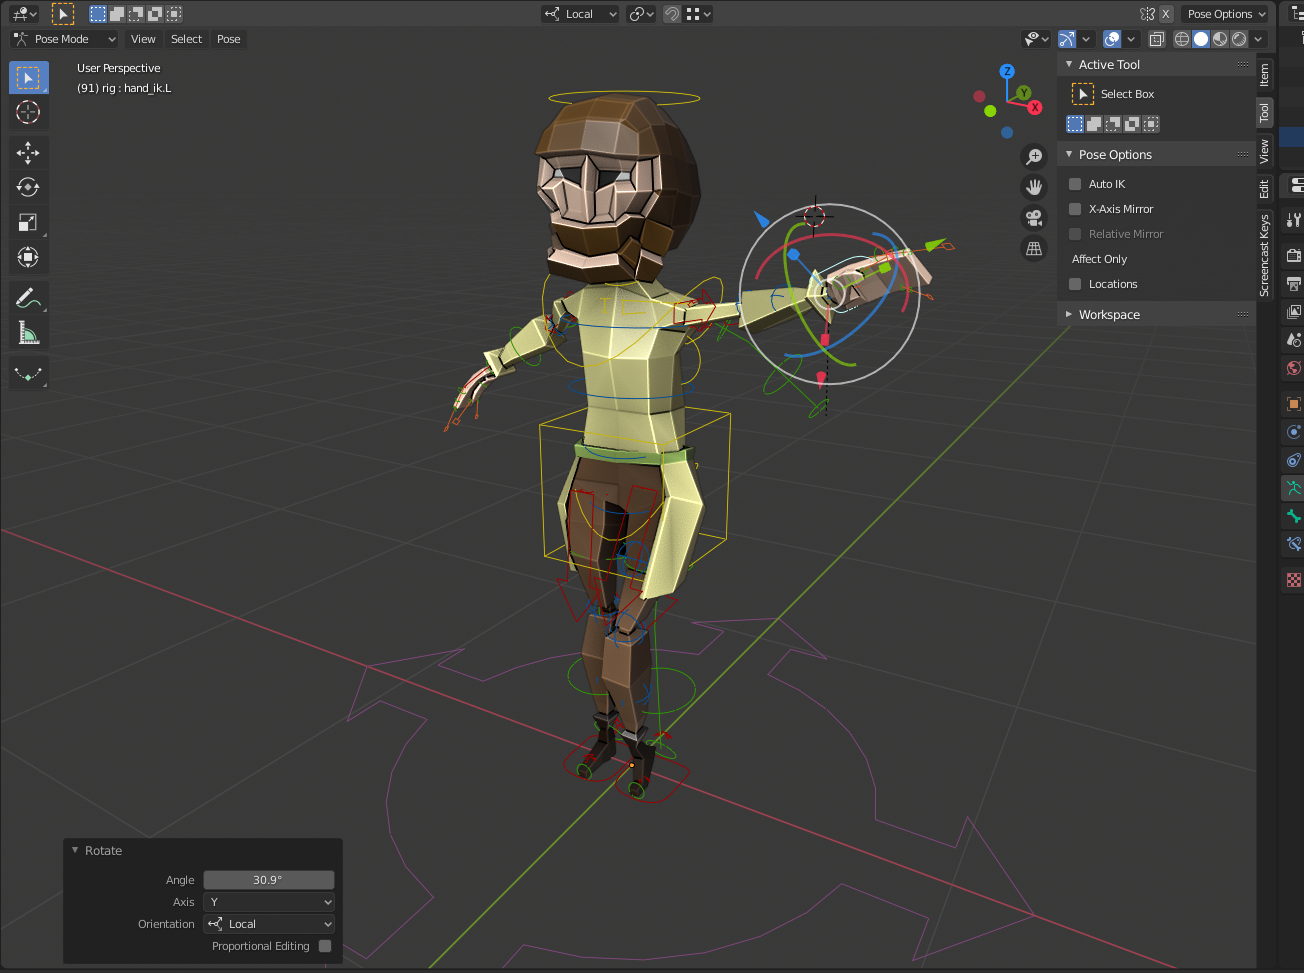 Local
X
Pose Options
Pose Mode
View
Select
Pose
User Perspective
(91) rig : hand_ik.L
Z
Y
X
Active Tool
Select Box
Pose Options
Auto IK
X-Axis Mirror
Relative Mirror
Affect Only
Locations
Workspace
Item
Tool
View
Edit
Screencast Keys
Rotate
Angle
30.9°
Axis
Y
Orientation
Local
Proportional Editing